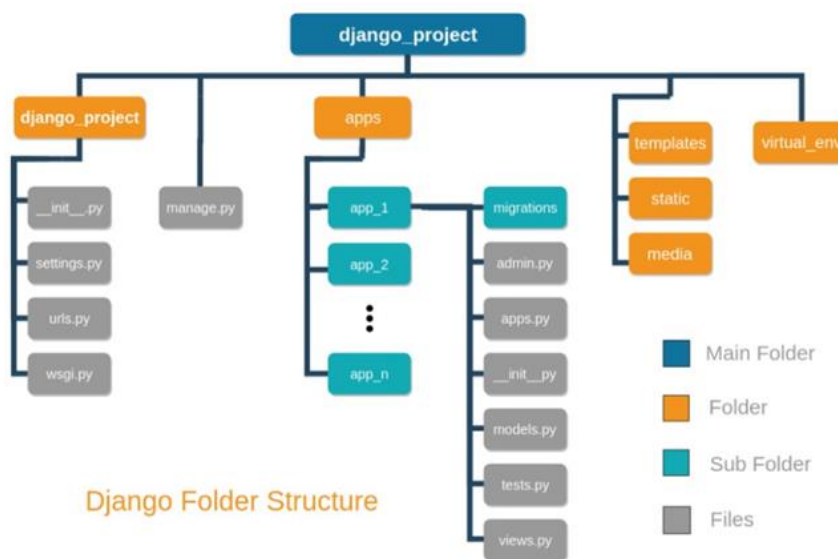 django_project
django_project
apps
templates
virtual_env
static
media
__init__.py
manage.py
settings.py
urls.py
wsgi.py
app_1
app_2
app_n
migrations
admin.py
apps.py
__init__py
models.py
tests.py
views.py
Main Folder
Folder
Sub Folder
Files
Django Folder Structure